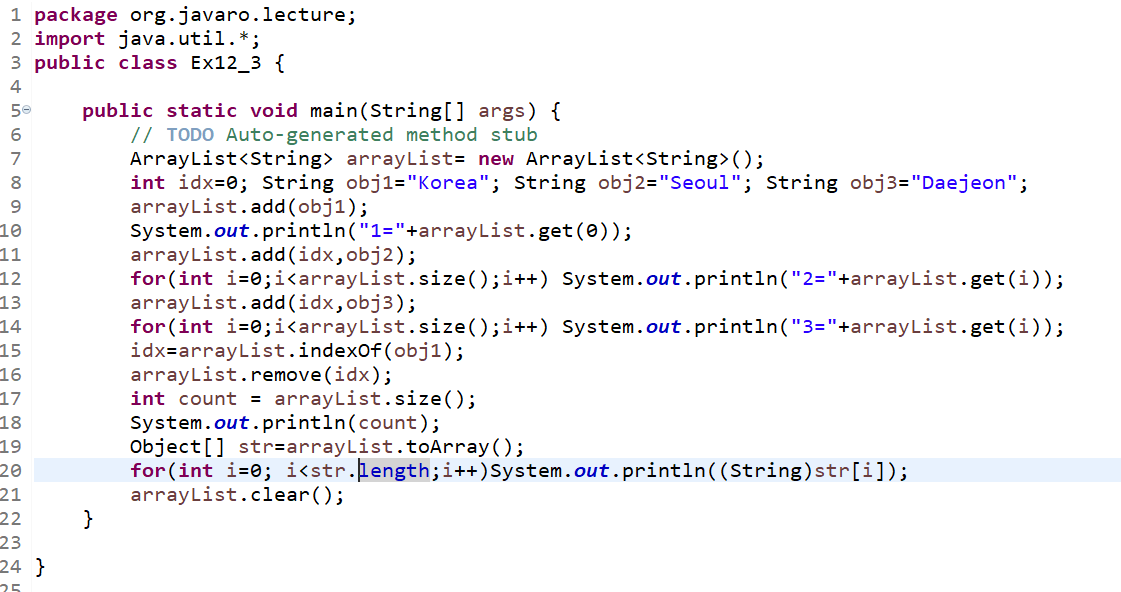 1 package org.javaro.lecture;
2 import java.util.*;
3 public class Ex12_3 {
4
5 public static void main(String[] args) {
6 // TODO Auto-generated method stub
7 ArrayList<String> arrayList= new ArrayList<String>();
8 int idx=0; String obj1="Korea"; String obj2="Seoul"; String obj3="Daejeon";
9 arrayList.add(obj1);
10 System.out.println("1="+arrayList.get(0));
11 arrayList.add(idx,obj2);
12 for(int i=0;i<arrayList.size();i++) System.out.println("2="+arrayList.get(i));
13 arrayList.add(idx,obj3);
14 for(int i=0;i<arrayList.size();i++) System.out.println("3="+arrayList.get(i));
15 idx=arrayList.indexOf(obj1);
16 arrayList.remove(idx);
17 int count = arrayList.size();
18 System.out.println(count);
19 Object[] str=arrayList.toArray();
20 for(int i=0; i<str.length;i++)System.out.println((String)str[i]);
21 arrayList.clear();
22 }
23
24 }
25